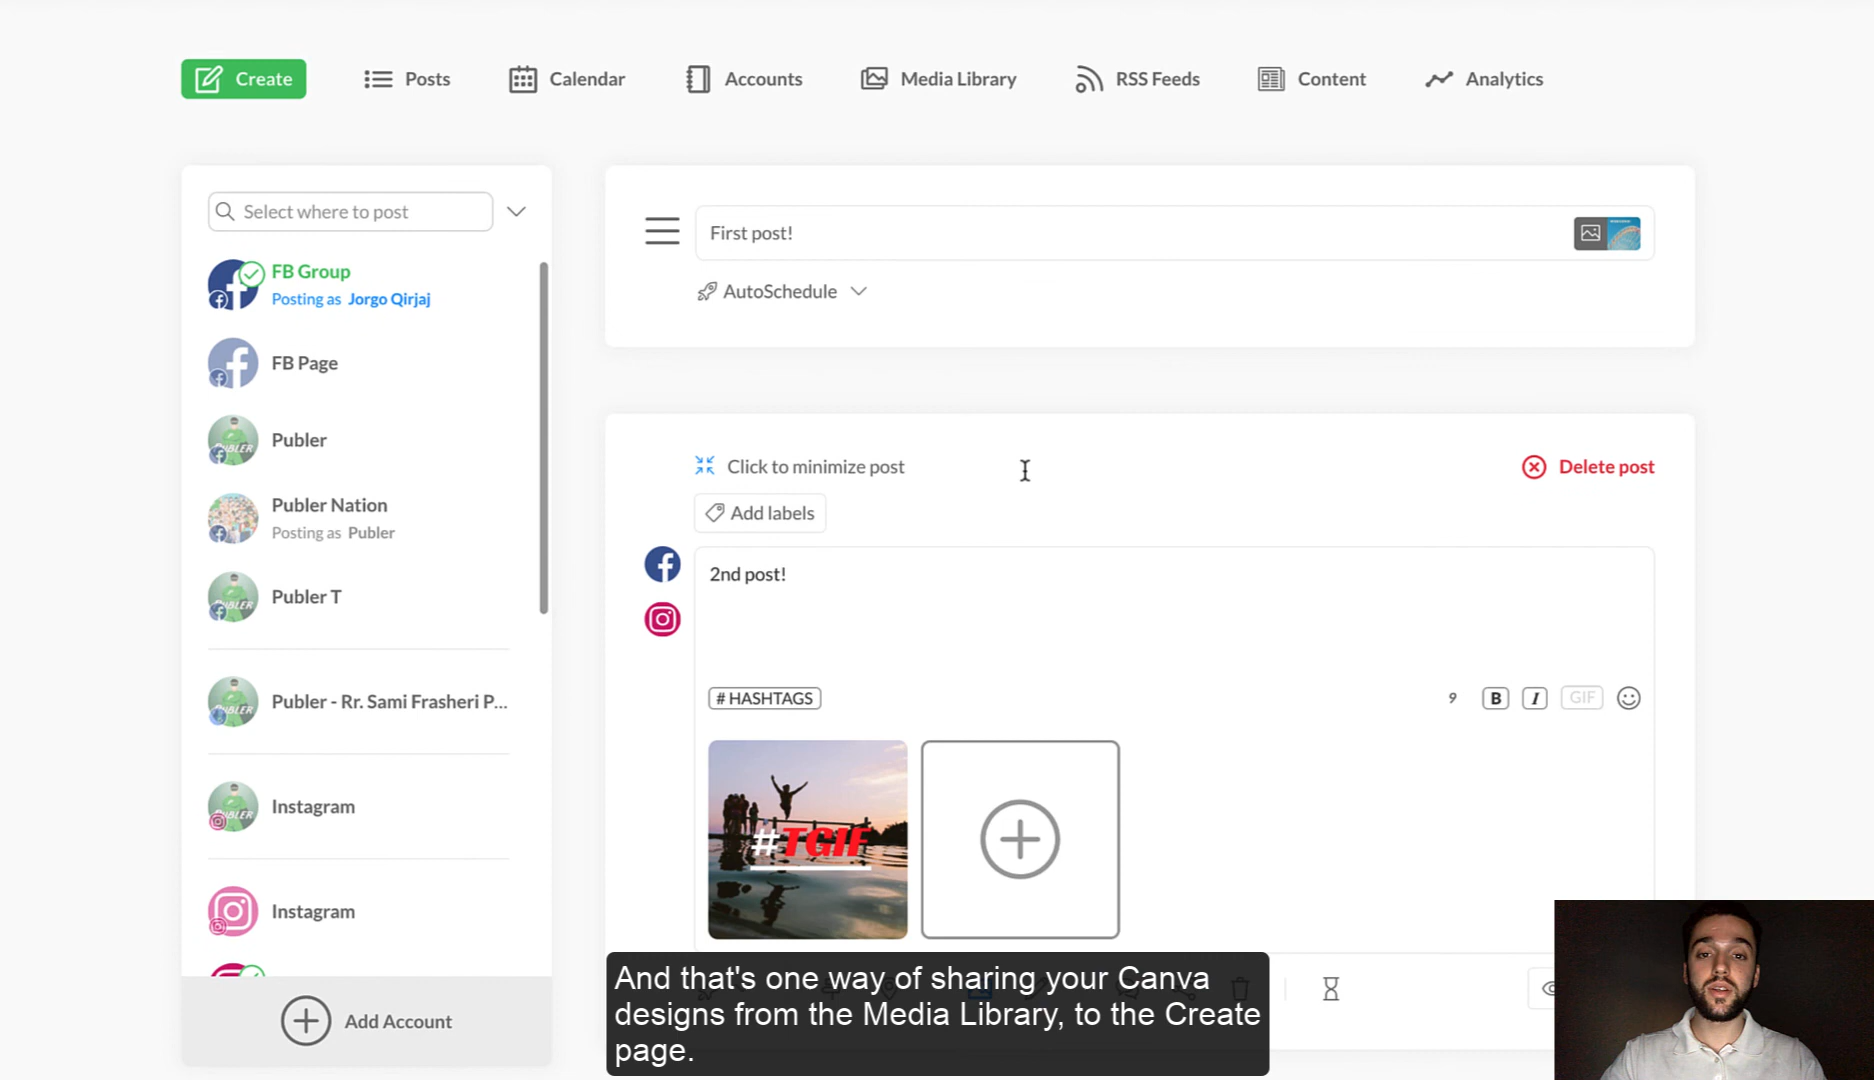 Create
Posts
Calendar
Accounts
Media Library
RSS Feeds
Content
Analytics
Select where to post
FB Group
Posting as Jorgo Qirjaj
FB Page
Publer
Publer Nation
Posting as Publer
Publer T
Publer - Rr. Sami Frasheri P...
Instagram
Instagram
Add Account
First post!
AutoSchedule
Click to minimize post
Delete post
Add labels
2nd post!
# HASHTAGS
9 B I GIF
#TGIF
And that's one way of sharing your Canva
designs from the Media Library, to the Create
page.